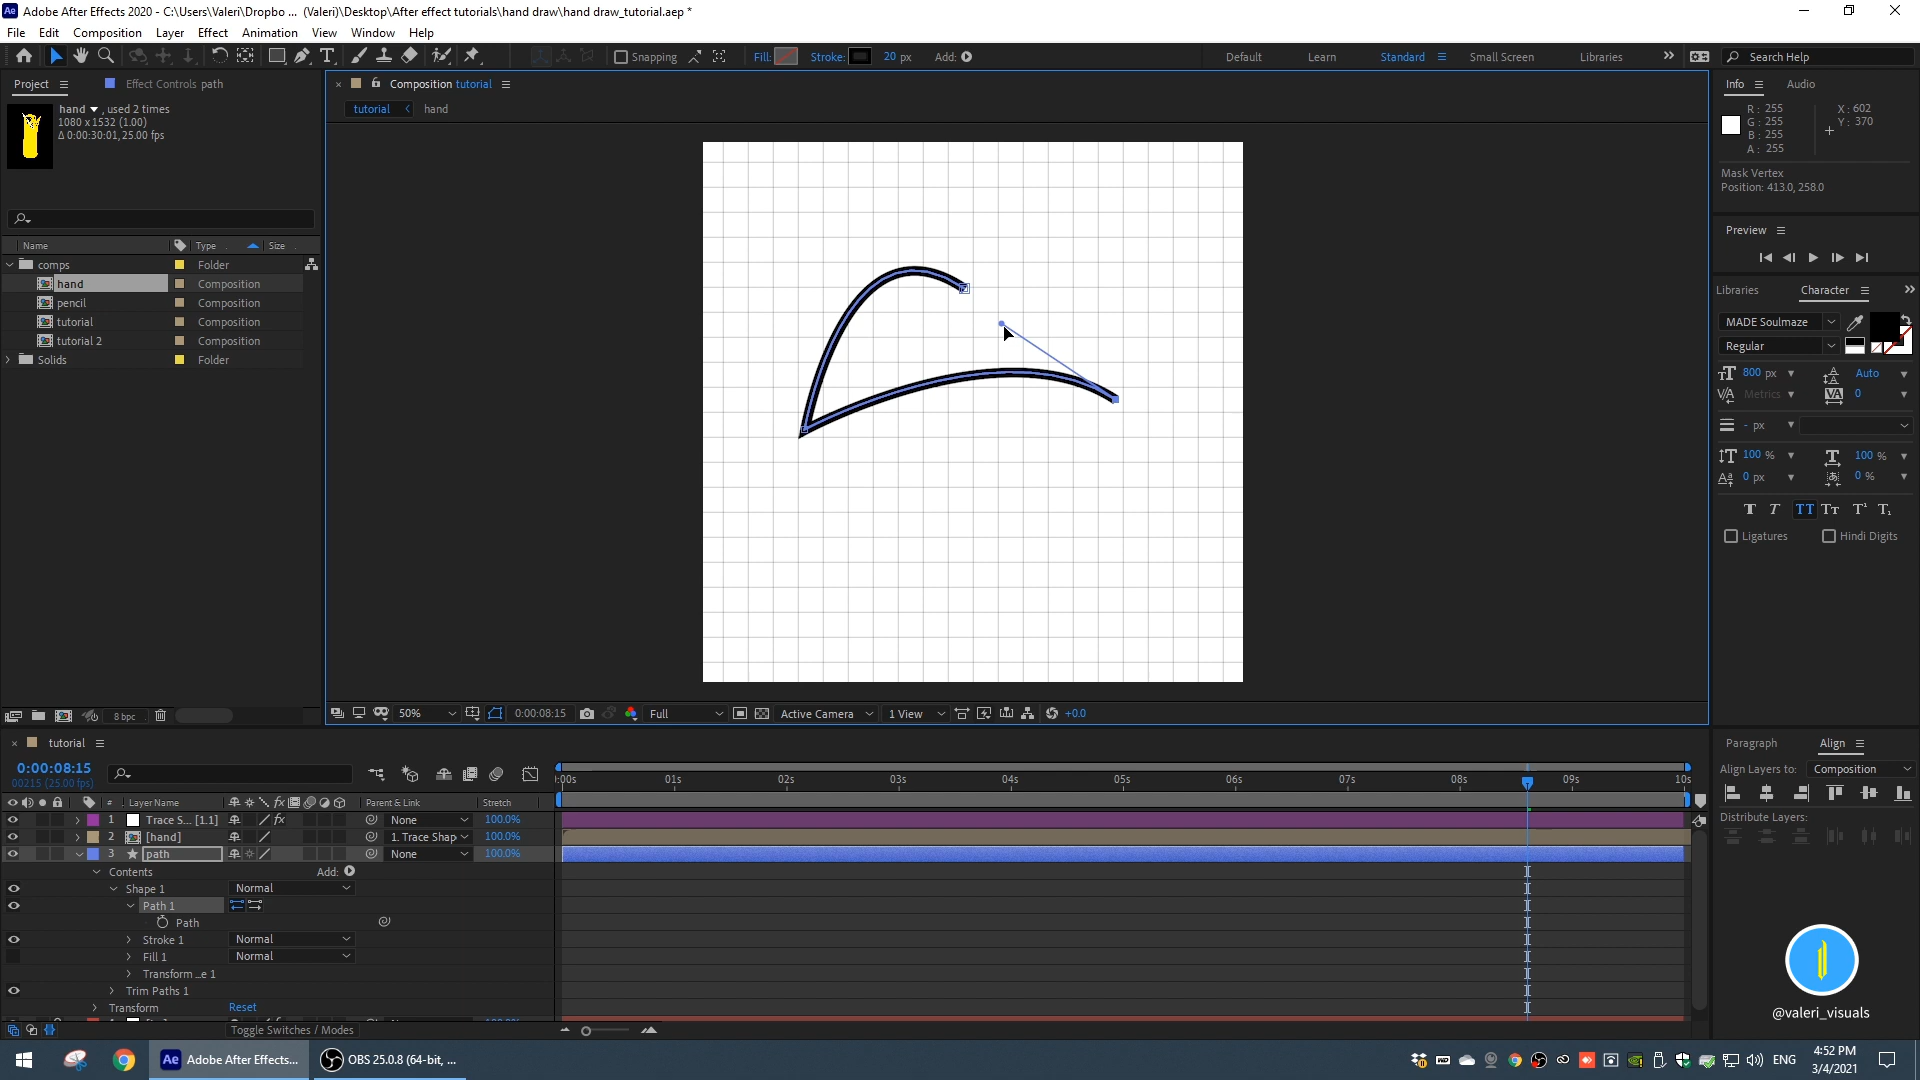 Adobe After Effects 2020 - C:\Users\Valeri\Dropbo ... (Valeri)\Desktop\After effect tutorials\hand draw\hand draw_tutorial.aep *
File Edit Composition Layer Effect Animation View Window Help
Snapping Fill: Stroke: 20 px Add: Default Learn Standard Small Screen Libraries Search Help
Project Effect Controls path
hand , used 2 times
1080 x 1532 (1.00)
Δ 0:00:30:01, 25.00 fps
Name Type Size
comps Folder
hand Composition
pencil Composition
tutorial Composition
tutorial 2 Composition
Solids Folder
8 bpc
Composition tutorial
tutorial hand
50% 0:00:08:15 Full Active Camera 1 View +0.0
Info Audio
R: 255 X: 602
G: 255 Y: 370
B: 255
A: 255
Mask Vertex
Position: 413.0, 258.0
Preview
Libraries Character
MADE Soulmaze
Regular
800 px Auto
Metrics 0
- px
100 % 100 %
0 px 0 %
Ligatures Hindi Digits
tutorial
0:00:08:15
00215 (25.00 fps)
:00s 01s 02s 03s 04s 05s 06s 07s 08s 09s 10s
# Layer Name Parent & Link Stretch
1 Trace S... [1.1] None 100.0%
2 [hand] 1. Trace Shap 100.0%
3 path None 100.0%
Contents Add:
Shape 1 Normal
Path 1
Path
Stroke 1 Normal
Fill 1 Normal
Transform ..e 1
Trim Paths 1
Transform Reset
Toggle Switches / Modes
Paragraph Align
Align Layers to: Composition
Distribute Layers:
@valeri_visuals
Adobe After Effects... OBS 25.0.8 (64-bit, ...
ENG 4:52 PM
3/4/2021